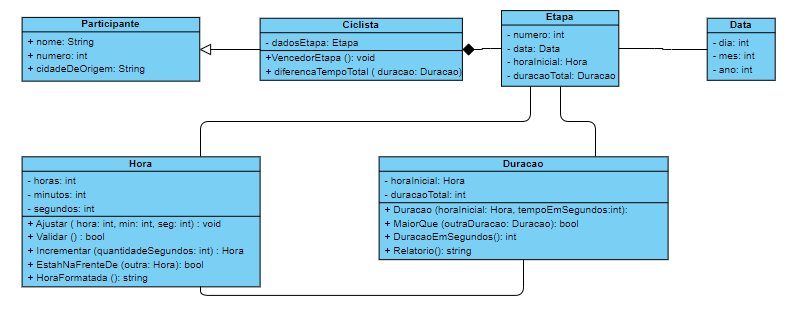 Participante
+ nome: String
+ numero: int
+ cidadeDeOrigem: String
Ciclista
- dadosEtapa: Etapa
+VencedorEtapa (): void
+ diferencaTempoTotal ( duracao: Duracao)
Etapa
- numero: int
- data: Data
- horaInicial: Hora
- duracaoTotal: Duracao
Data
- dia: int
- mes: int
- ano: int
Hora
- horas: int
- minutos: int
- segundos: int
+ Ajustar ( hora: int, min: int, seg: int) : void
+ Validar () : bool
+ Incrementar (quantidadeSegundos: int) : Hora
+ EstahNaFrenteDe (outra: Hora): bool
+ HoraFormatada (): string
Duracao
- horaInicial: Hora
- duracaoTotal: int
+ Duracao (horaInicial: Hora, tempoEmSegundos:int):
+ MaiorQue (outraDuracao: Duracao): bool
+ DuracaoEmSegundos(): int
+ Relatorio(): string